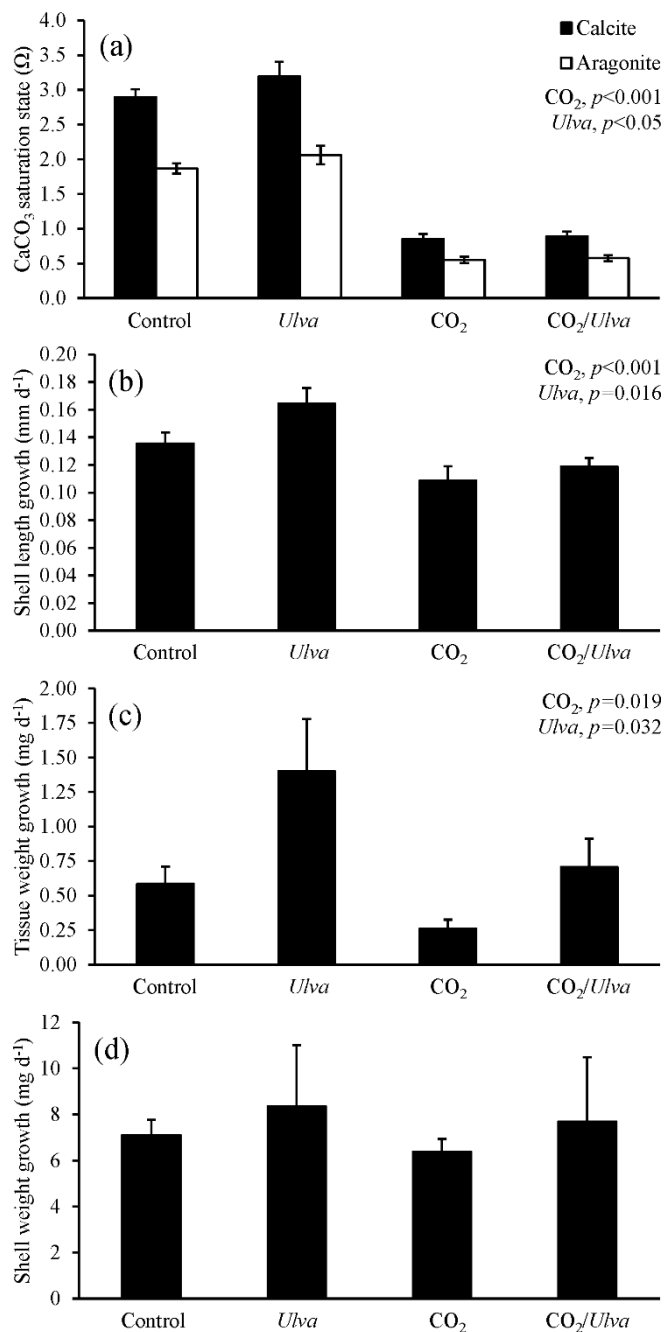 (a)
Calcite
Aragonite
CO₂, p<0.001
Ulva, p<0.05
CaCO₃ saturation state (Ω)
4.0
3.5
3.0
2.5
2.0
1.5
1.0
0.5
0.0
Control Ulva CO₂ CO₂/Ulva
(b)
CO₂, p<0.001
Ulva, p=0.016
Shell length growth (mm d⁻¹)
0.20
0.18
0.16
0.14
0.12
0.10
0.08
0.06
0.04
0.02
0.00
Control Ulva CO₂ CO₂/Ulva
(c)
CO₂, p=0.019
Ulva, p=0.032
Tissue weight growth (mg d⁻¹)
2.00
1.75
1.50
1.25
1.00
0.75
0.50
0.25
0.00
Control Ulva CO₂ CO₂/Ulva
(d)
Shell weight growth (mg d⁻¹)
12
10
8
6
4
2
0
Control Ulva CO₂ CO₂/Ulva